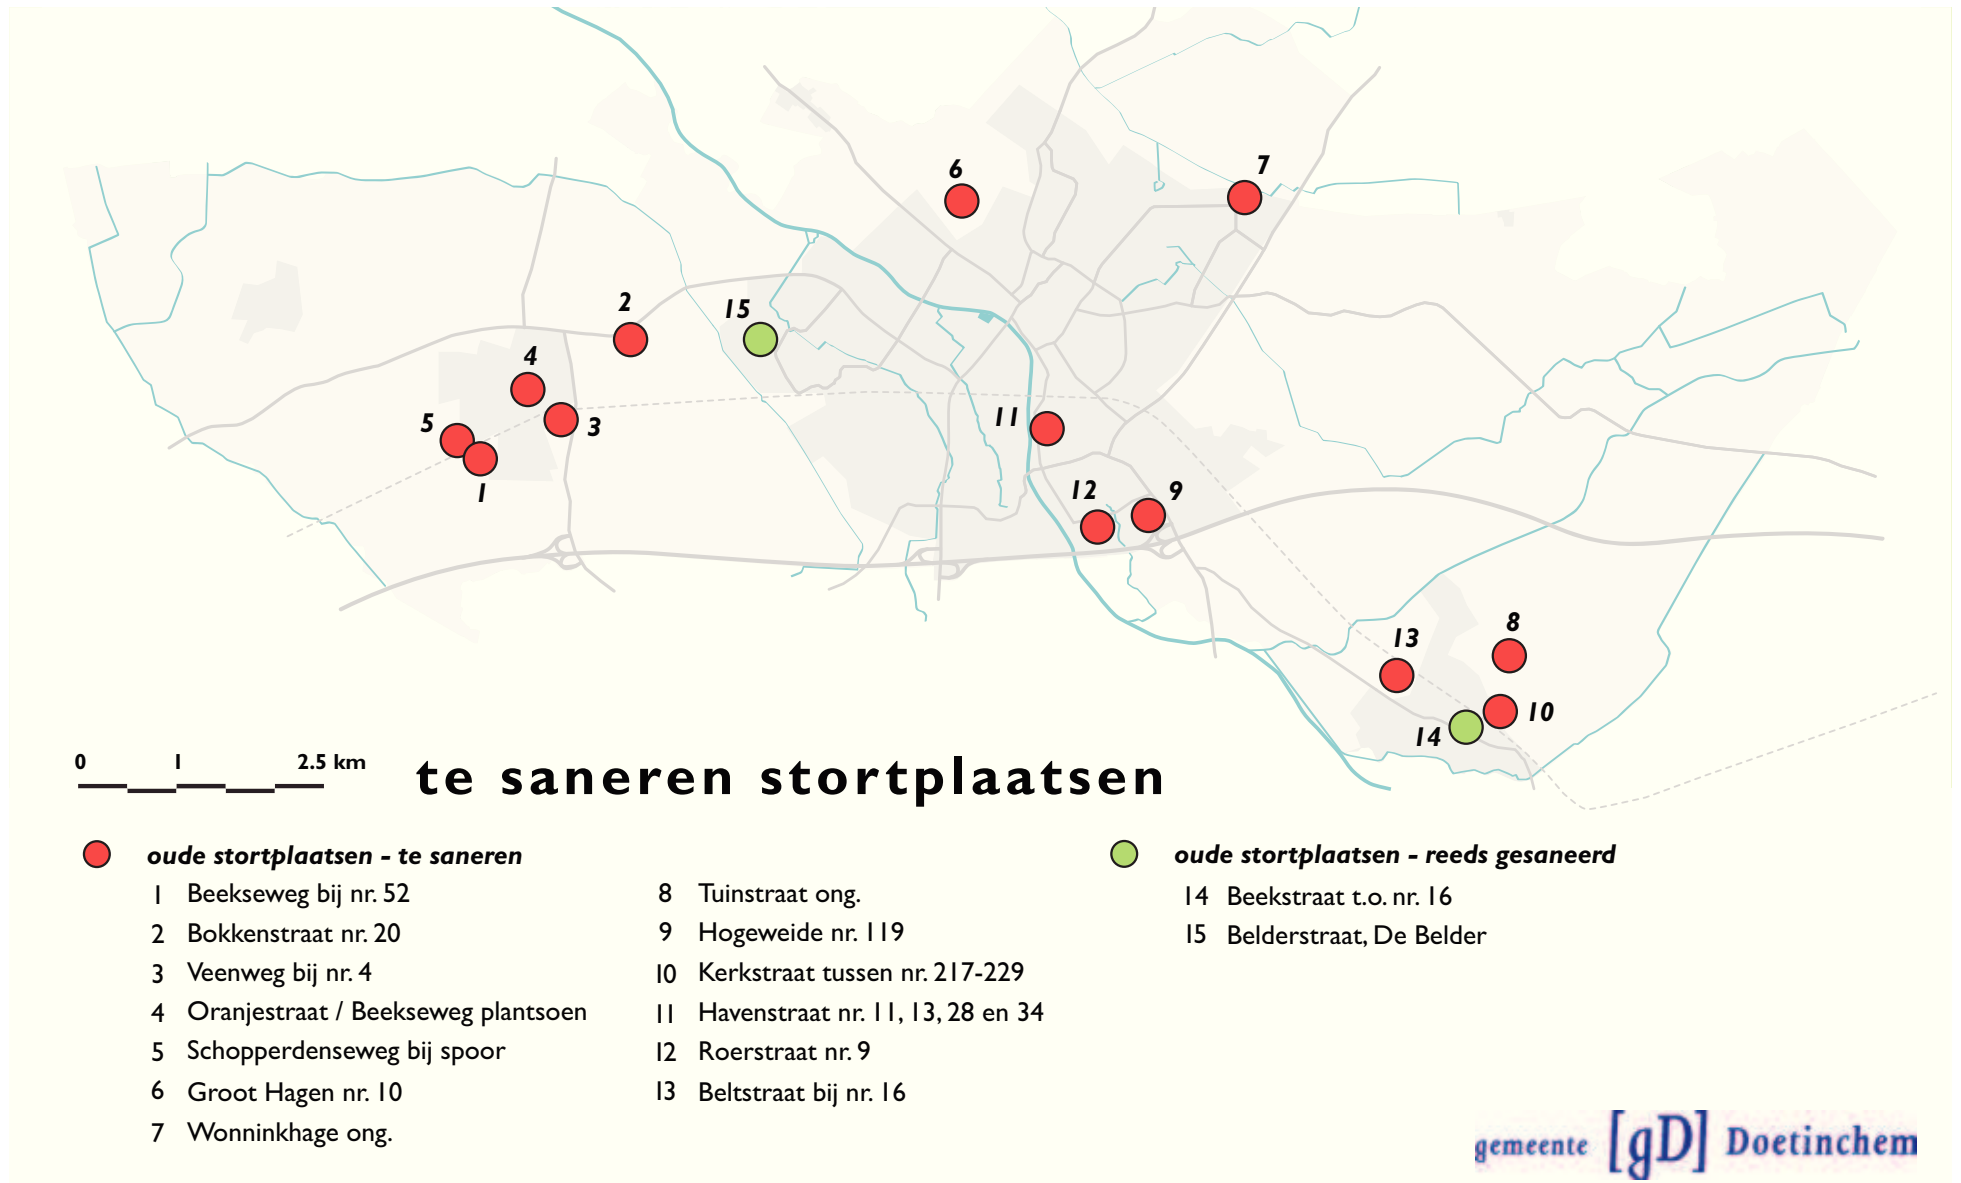 6
7
2
15
4
5
3
11
1
12
9
8
13
10
14
0 1 2.5 km
te saneren stortplaatsen
oude stortplaatsen - te saneren
1 Beekseweg bij nr. 52
2 Bokkenstraat nr. 20
3 Veenweg bij nr. 4
4 Oranjestraat / Beekseweg plantsoen
5 Schopperdenseweg bij spoor
6 Groot Hagen nr. 10
7 Wonninkhage ong.
8 Tuinstraat ong.
9 Hogeweide nr. 119
10 Kerkstraat tussen nr. 217-229
11 Havenstraat nr. 11, 13, 28 en 34
12 Roerstraat nr. 9
13 Beltstraat bij nr. 16
oude stortplaatsen - reeds gesaneerd
14 Beekstraat t.o. nr. 16
15 Belderstraat, De Belder
gemeente [gD] Doetinchem